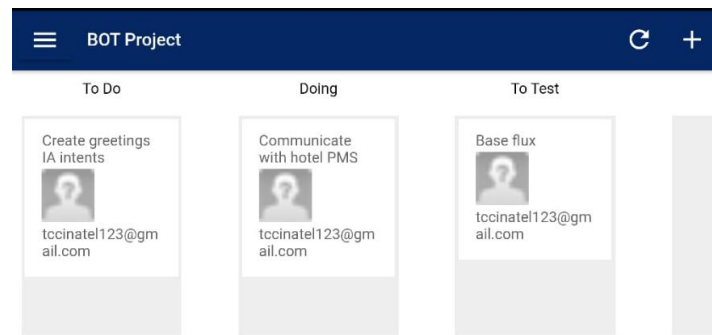 BOT Project
To Do
Doing
To Test
Create greetings
IA intents
tccinatel123@gm
ail.com
Communicate
with hotel PMS
tccinatel123@gm
ail.com
Base flux
tccinatel123@gm
ail.com